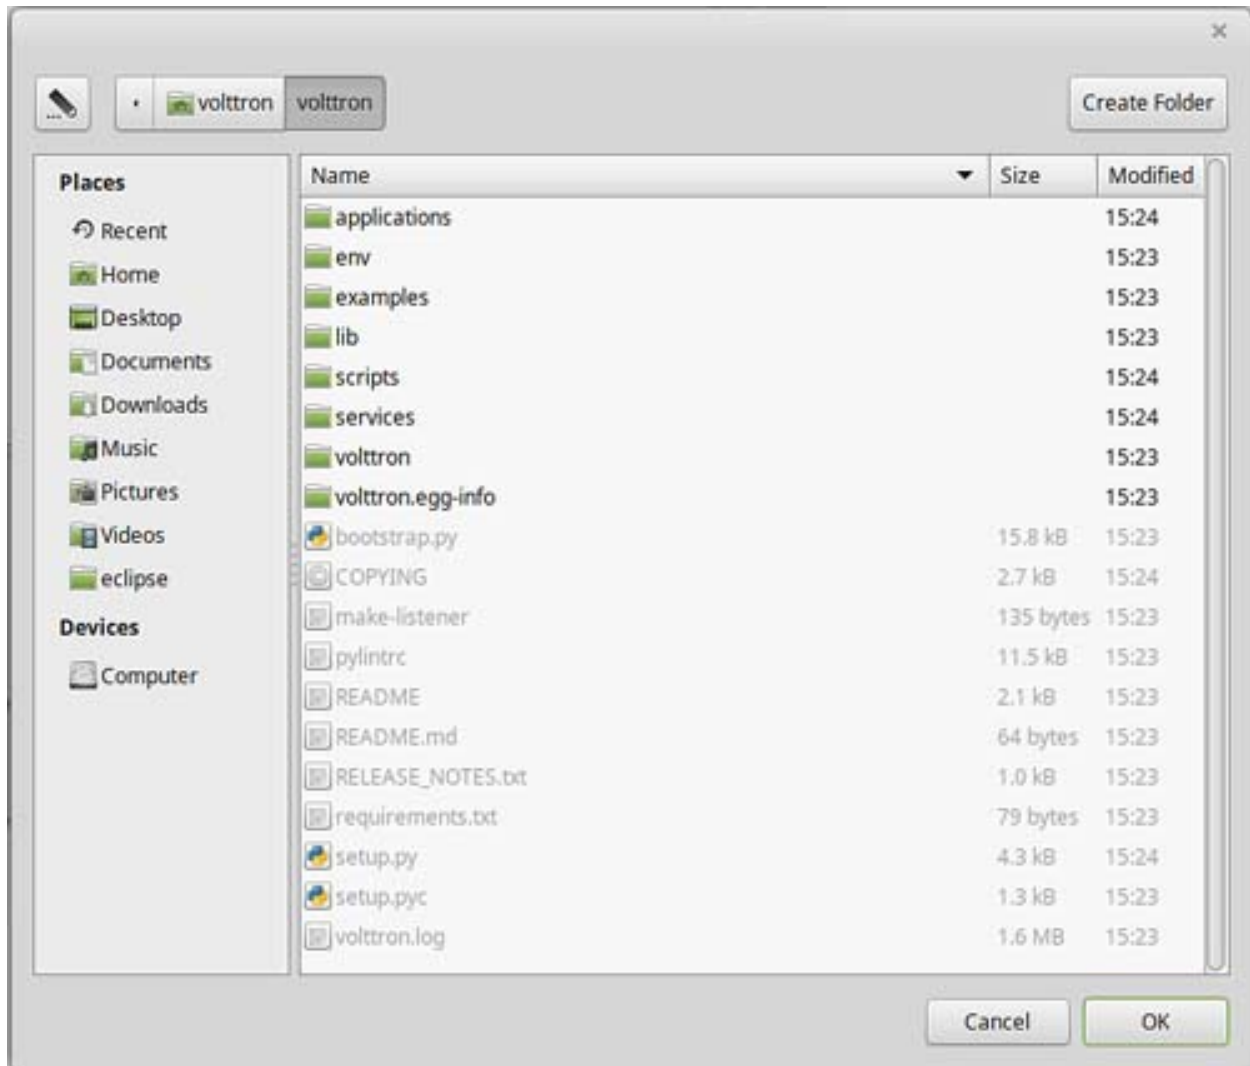 volttron volttron Create Folder
Places
Recent
Home
Desktop
Documents
Downloads
Music
Pictures
Videos
eclipse
Devices
Computer
Name Size Modified
applications 15:24
env 15:23
examples 15:23
lib 15:23
scripts 15:24
services 15:24
volttron 15:23
volttron.egg-info 15:23
bootstrap.py 15.8 kB 15:23
COPYING 2.7 kB 15:24
make-listener 135 bytes 15:23
pylintrc 11.5 kB 15:23
README 2.1 kB 15:23
README.md 64 bytes 15:23
RELEASE_NOTES.txt 1.0 kB 15:23
requirements.txt 79 bytes 15:23
setup.py 4.3 kB 15:24
setup.pyc 1.3 kB 15:23
volttron.log 1.6 MB 15:23
Cancel OK